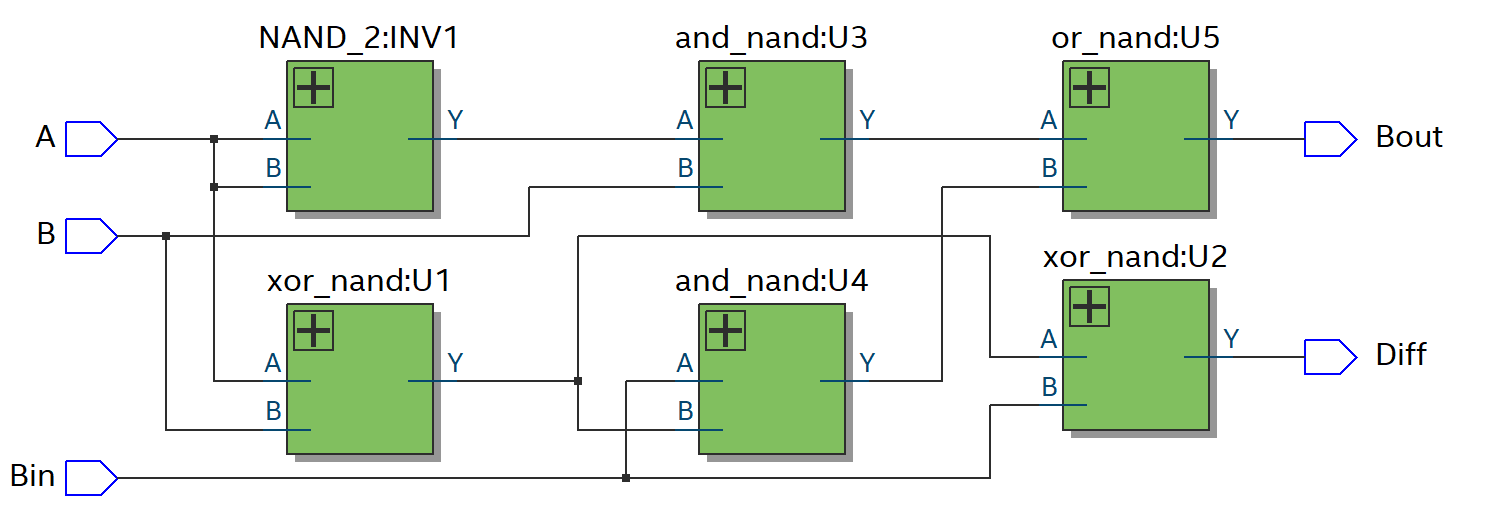 NAND_2:INV1
and_nand:U3
or_nand:U5
A
A
Y
A
Y
A
Y
Bout
B
B
B
B
xor_nand:U1
and_nand:U4
xor_nand:U2
A
Y
A
Y
A
Y
Diff
B
B
B
Bin